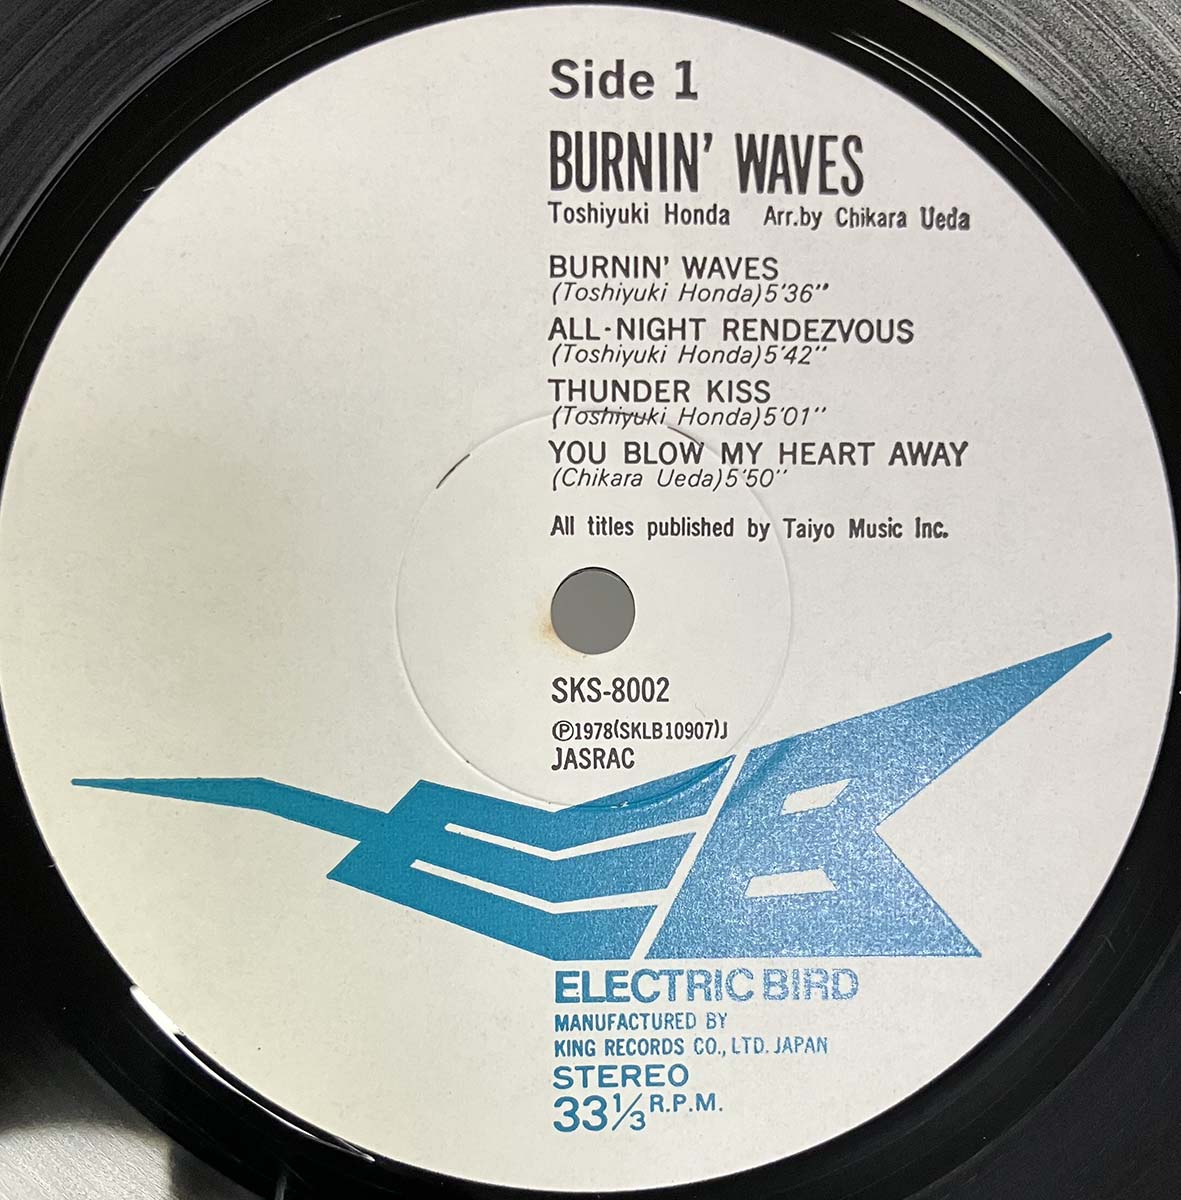 Side 1
BURNIN' WAVES
Toshiyuki Honda Arr.by Chikara Ueda
BURNIN' WAVES
(Toshiyuki Honda)5'36"
ALL-NIGHT RENDEZVOUS
(Toshiyuki Honda)5'42"
THUNDER KISS
(Toshiyuki Honda)5'01"
YOU BLOW MY HEART AWAY
(Chikara Ueda)5'50"
All titles published by Taiyo Music Inc.
SKS-8002
Ⓟ1978(SKLB10907)J
JASRAC
EB
ELECTRIC BIRD
MANUFACTURED BY
KING RECORDS CO., LTD. JAPAN
STEREO
33 1/3 R.P.M.